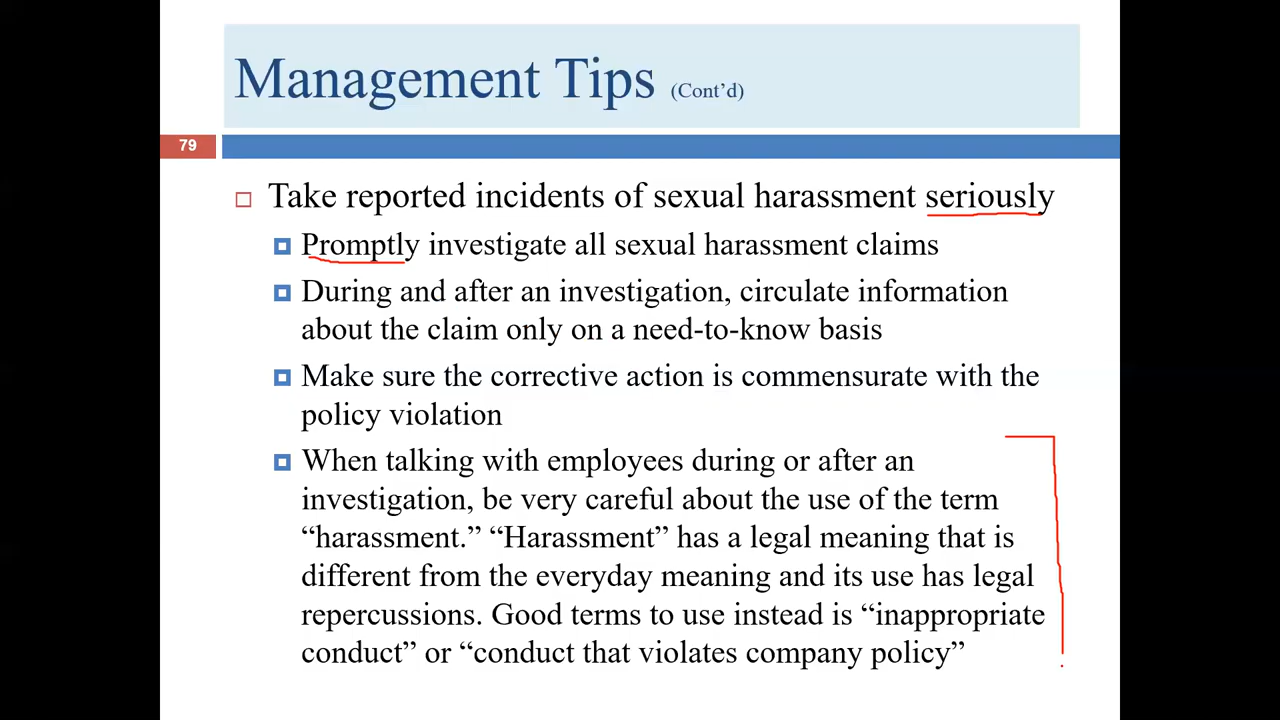 Management Tips (Cont’d)
79
Take reported incidents of sexual harassment seriously
Promptly investigate all sexual harassment claims
During and after an investigation, circulate information
about the claim only on a need-to-know basis
Make sure the corrective action is commensurate with the
policy violation
When talking with employees during or after an
investigation, be very careful about the use of the term
“harassment.” “Harassment” has a legal meaning that is
different from the everyday meaning and its use has legal
repercussions. Good terms to use instead is “inappropriate
conduct” or “conduct that violates company policy”